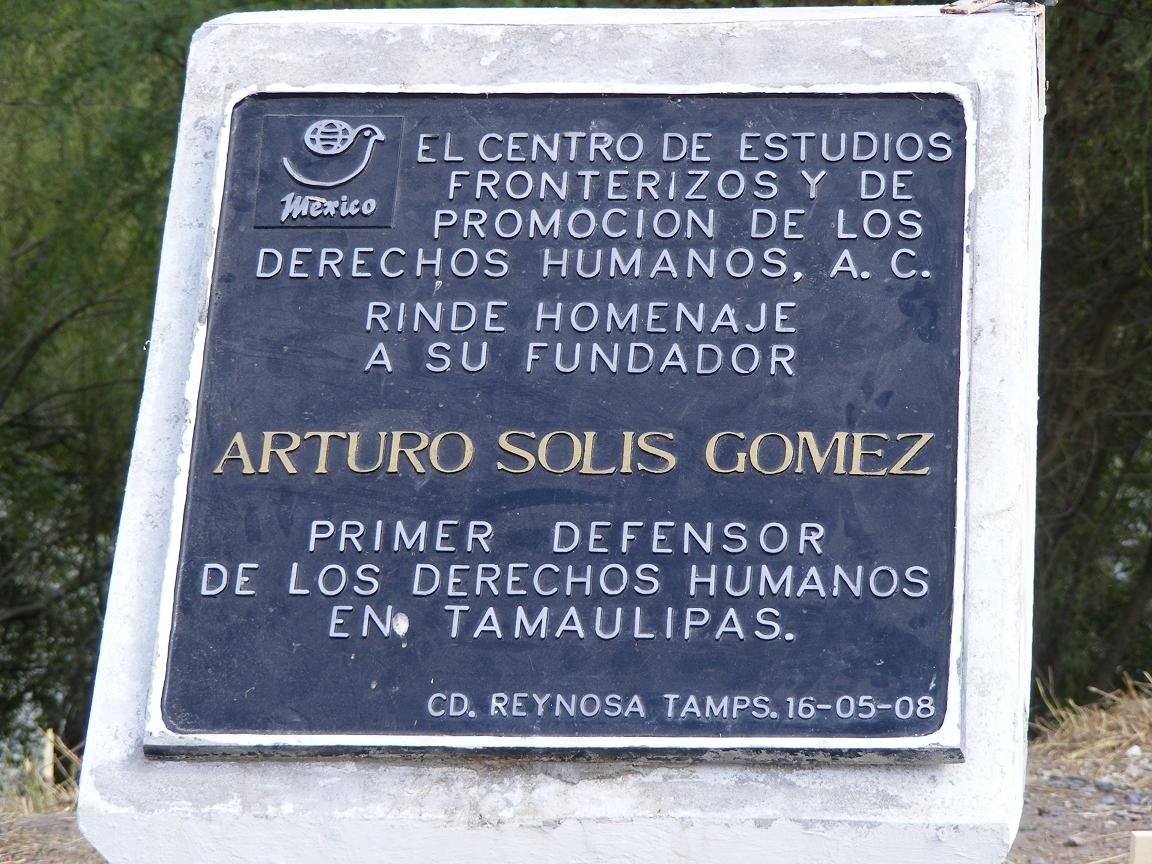 México
EL CENTRO DE ESTUDIOS
FRONTERIZOS Y DE
PROMOCION DE LOS
DERECHOS HUMANOS, A. C.
RINDE HOMENAJE
A SU FUNDADOR
ARTURO SOLIS GOMEZ
PRIMER DEFENSOR
DE LOS DERECHOS HUMANOS
EN TAMAULIPAS.
CD. REYNOSA TAMPS. 16-05-08